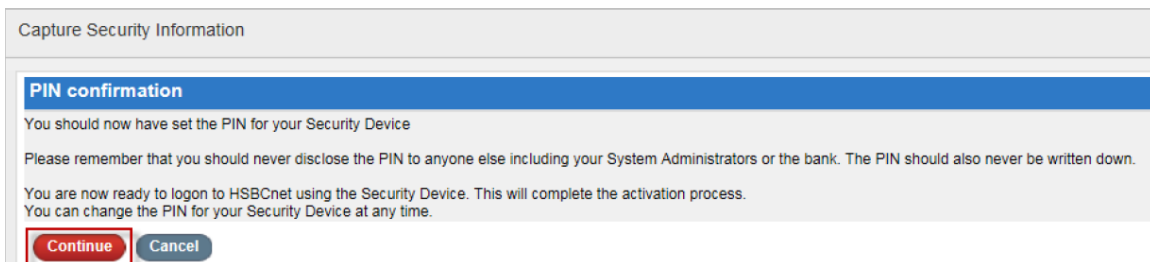 Capture Security Information
PIN confirmation
You should now have set the PIN for your Security Device
Please remember that you should never disclose the PIN to anyone else including your System Administrators or the bank. The PIN should also never be written down.
You are now ready to logon to HSBCnet using the Security Device. This will complete the activation process.
You can change the PIN for your Security Device at any time.
Continue Cancel